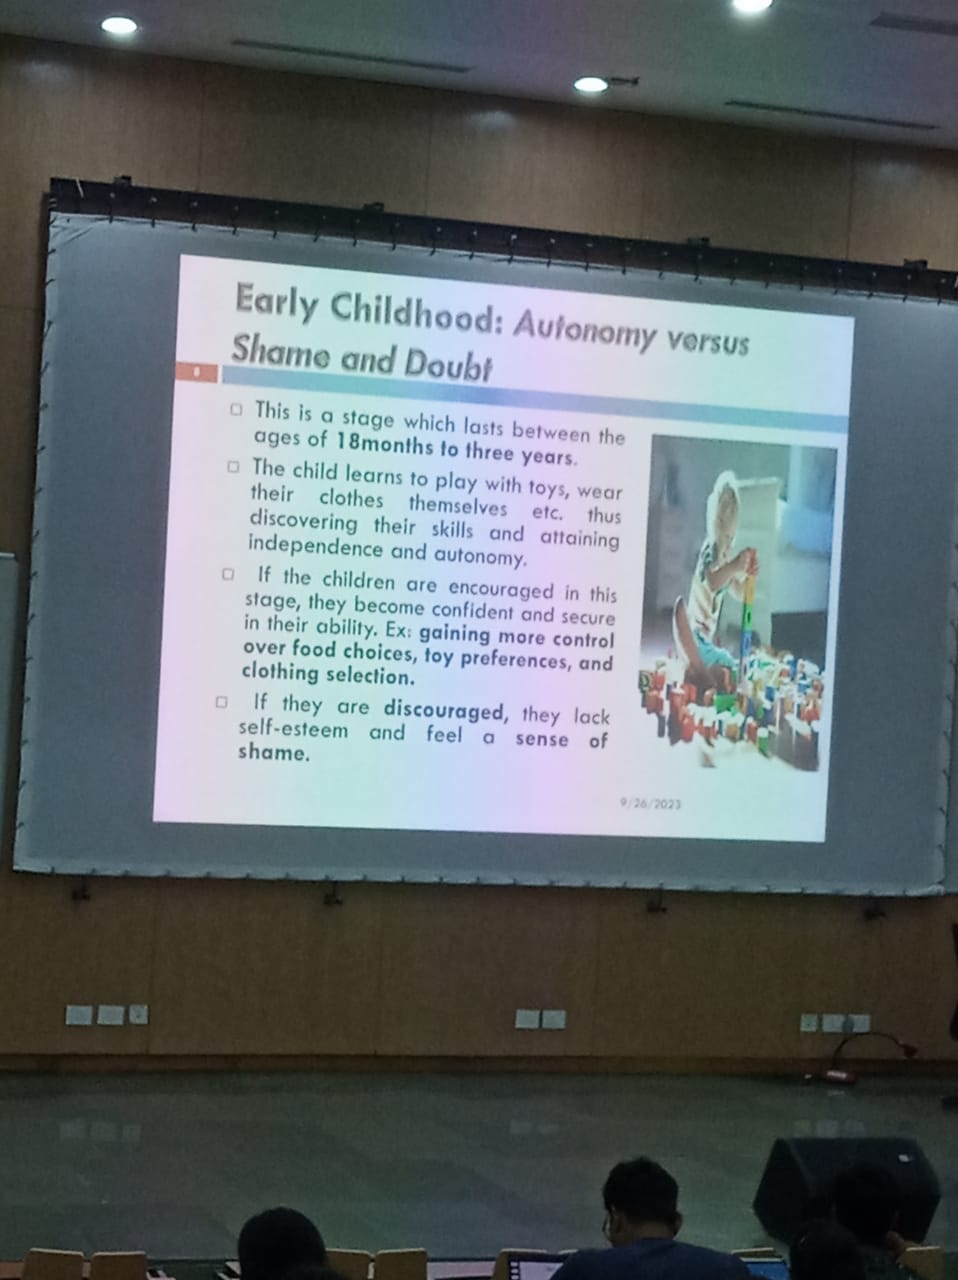 Early Childhood: Autonomy versus
Shame and Doubt
8
This is a stage which lasts between the
ages of 18months to three years.
The child learns to play with toys, wear
their clothes themselves etc. thus
discovering their skills and attaining
independence and autonomy.
If the children are encouraged in this
stage, they become confident and secure
in their ability. Ex: gaining more control
over food choices, toy preferences, and
clothing selection.
If they are discouraged, they lack
self-esteem and feel a sense of
shame.
9/26/2023